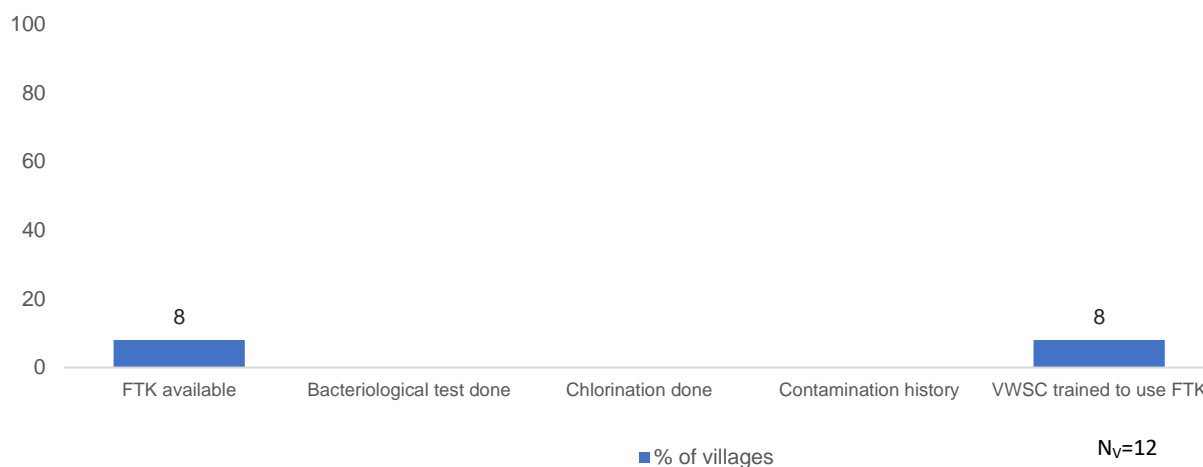 100
80
60
40
20
0
8
8
FTK available
Bacteriological test done
Chlorination done
Contamination history
VWSC trained to use FTK
% of villages
NV=12